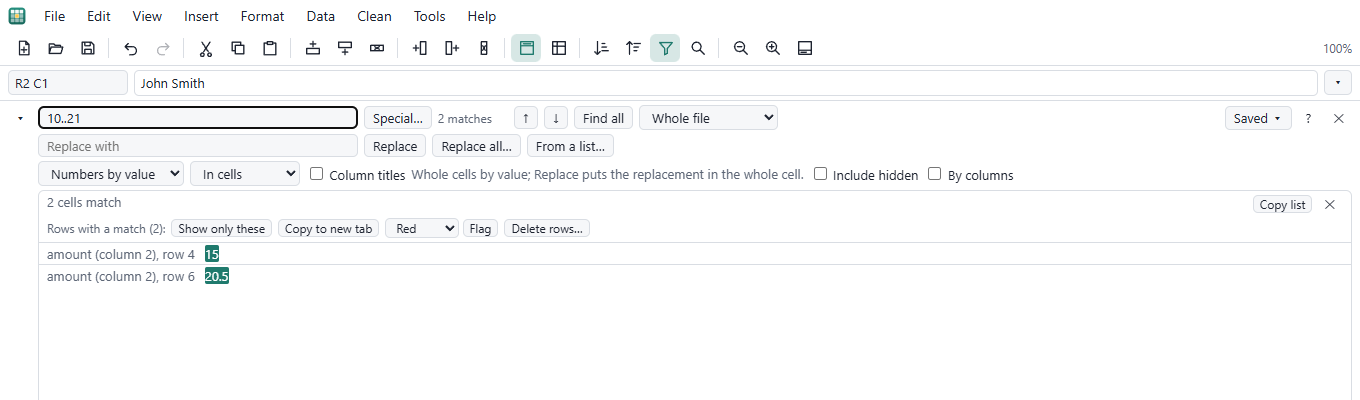 File Edit View Insert Format Data Clean Tools Help
100%
R2 C1 John Smith
10..21 Special... 2 matches ↑ ↓ Find all Whole file Saved ?
Replace with Replace Replace all... From a list...
Numbers by value In cells Column titles Whole cells by value; Replace puts the replacement in the whole cell. Include hidden By columns
2 cells match Copy list
Rows with a match (2): Show only these Copy to new tab Red Flag Delete rows...
amount (column 2), row 4 15
amount (column 2), row 6 20.5